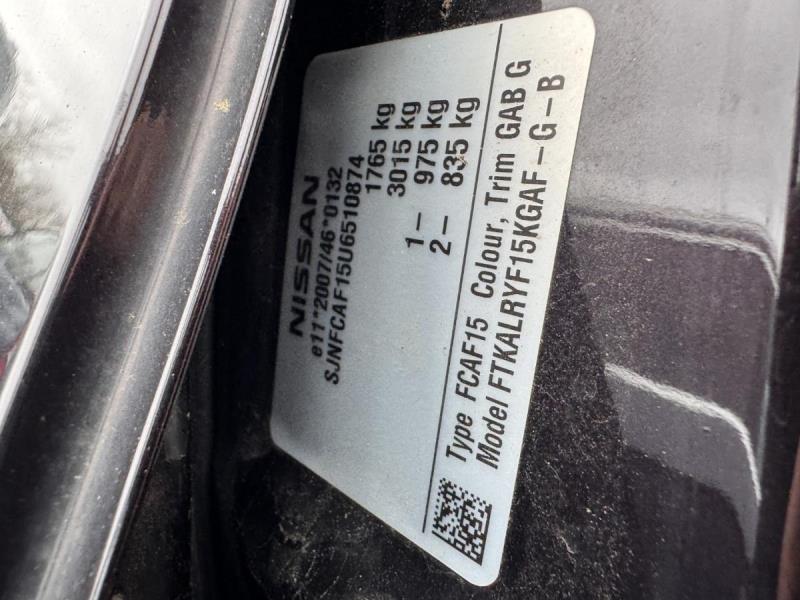 NISSAN
e11*2007/46*0132
SJNFCAF15U6510874
1765 kg
3015 kg
1– 975 kg
2– 835 kg
Type FCAF15 Colour, Trim GAB G
Model FTKALRYF15KGAF–G–B